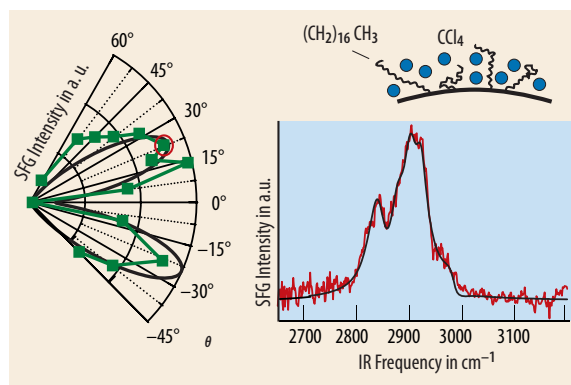 60°
45°
30°
15°
0°
−15°
−30°
−45°
θ
SFG Intensity in a. u.
(CH₂)₁₆ CH₃
CCl₄
SFG Intensity in a. u.
2700 2800 2900 3000 3100
IR Frequency in cm⁻¹